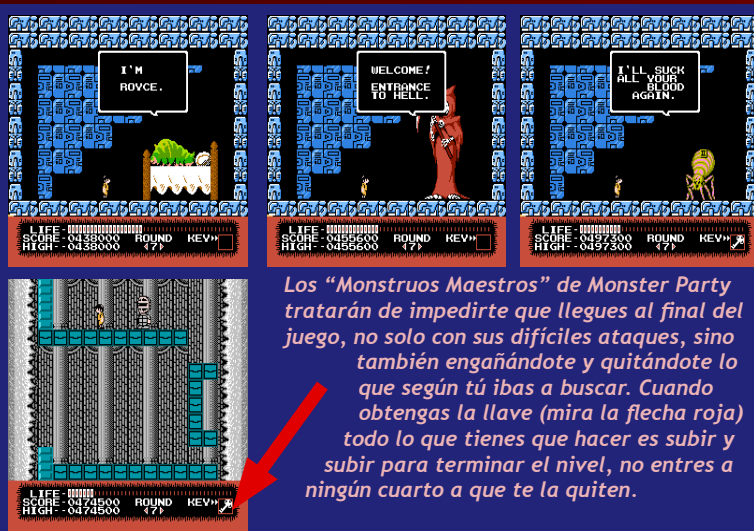 I'M
ROYCE.
LIFE-
SCORE-0438000 ROUND KEY
HIGH--0438000 <7>
WELCOME!
ENTRANCE
TO HELL.
LIFE-
SCORE-0455600 ROUND KEY
HIGH--0455600 <7>
I'LL SUCK
ALL YOUR
BLOOD
AGAIN.
LIFE-
SCORE-0497300 ROUND KEY
HIGH--0497300 <7>
Los “Monstruos Maestros” de Monster Party
tratarán de impedirte que llegues al final del
juego, no solo con sus difíciles ataques, sino
también engañándote y quitándote lo
que según tú ibas a buscar. Cuando
obtengas la llave (mira la flecha roja)
todo lo que tienes que hacer es subir y
subir para terminar el nivel, no entres a
ningún cuarto a que te la quiten.
LIFE-
SCORE-0474500 ROUND KEY
HIGH--0474500 <7>